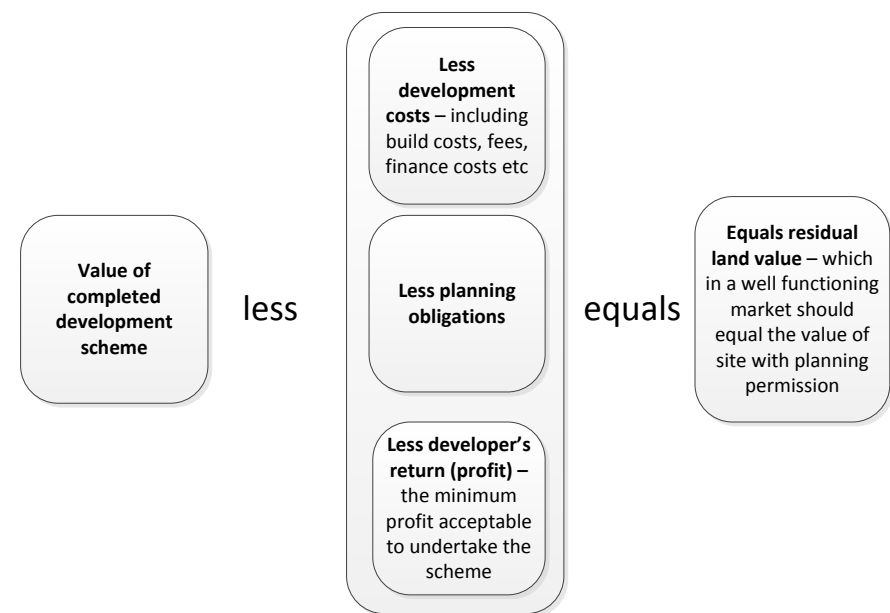 Value of
completed
development
scheme
less
Less
development
costs – including
build costs, fees,
finance costs etc
Less planning
obligations
Less developer's
return (profit) –
the minimum
profit acceptable
to undertake the
scheme
equals
Equals residual
land value – which
in a well functioning
market should
equal the value of
site with planning
permission